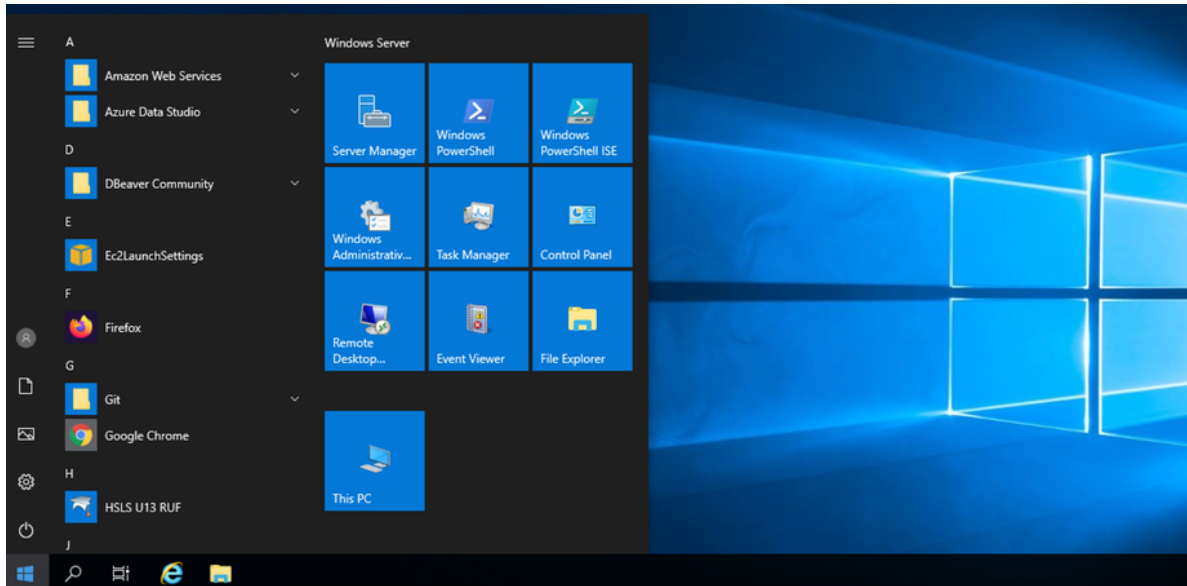 A
Amazon Web Services
Azure Data Studio
D
DBeaver Community
E
Ec2LaunchSettings
F
Firefox
G
Git
Google Chrome
H
HSLS U13 RUF
J
Windows Server
Server Manager
Windows
PowerShell
Windows
PowerShell ISE
Windows
Administrativ...
Task Manager
Control Panel
Remote
Desktop...
Event Viewer
File Explorer
This PC